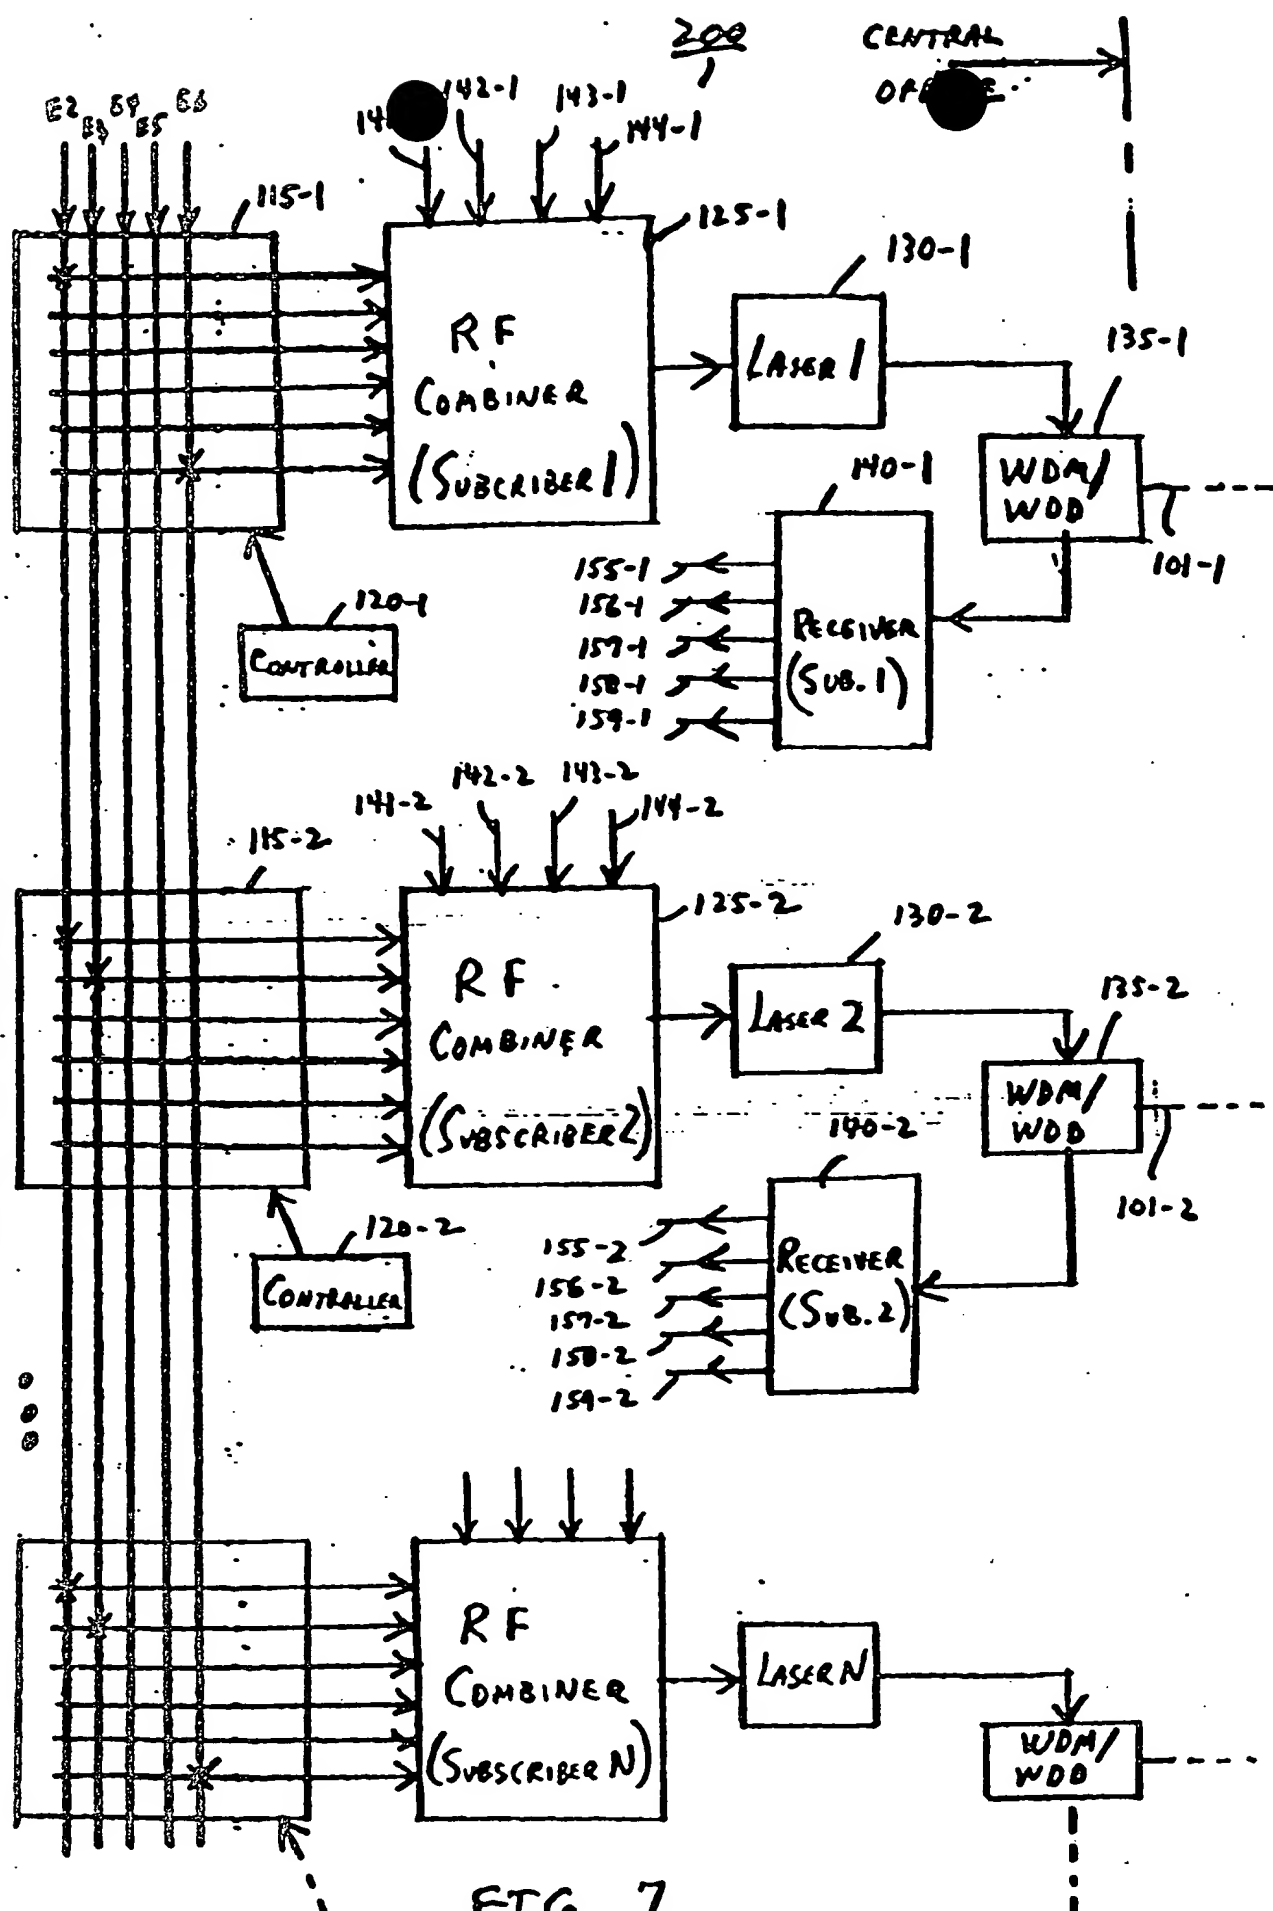 200
CENTRAL
E2 E3 E4 E5 E6
142-1
143-1
144-1
115-1
125-1
130-1
135-1
RF
COMBINER
(SUBCRIBER 1)
LASER 1
WDM/
WDD
140-1
101-1
155-1
156-1
157-1
158-1
159-1
RECEIVER
(SUB. 1)
120-1
CONTROLLER
141-2
142-2
143-2
144-2
115-2
125-2
130-2
135-2
RF
COMBINER
(SUBSCRIBER 2)
LASER 2
WDM/
WDD
140-2
101-2
155-2
156-2
157-2
158-2
159-2
RECEIVER
(SUB. 2)
120-2
CONTROLLER
RF
COMBINER
(SUBSCRIBER N)
LASER N
WDM/
WDD
FIG. 7